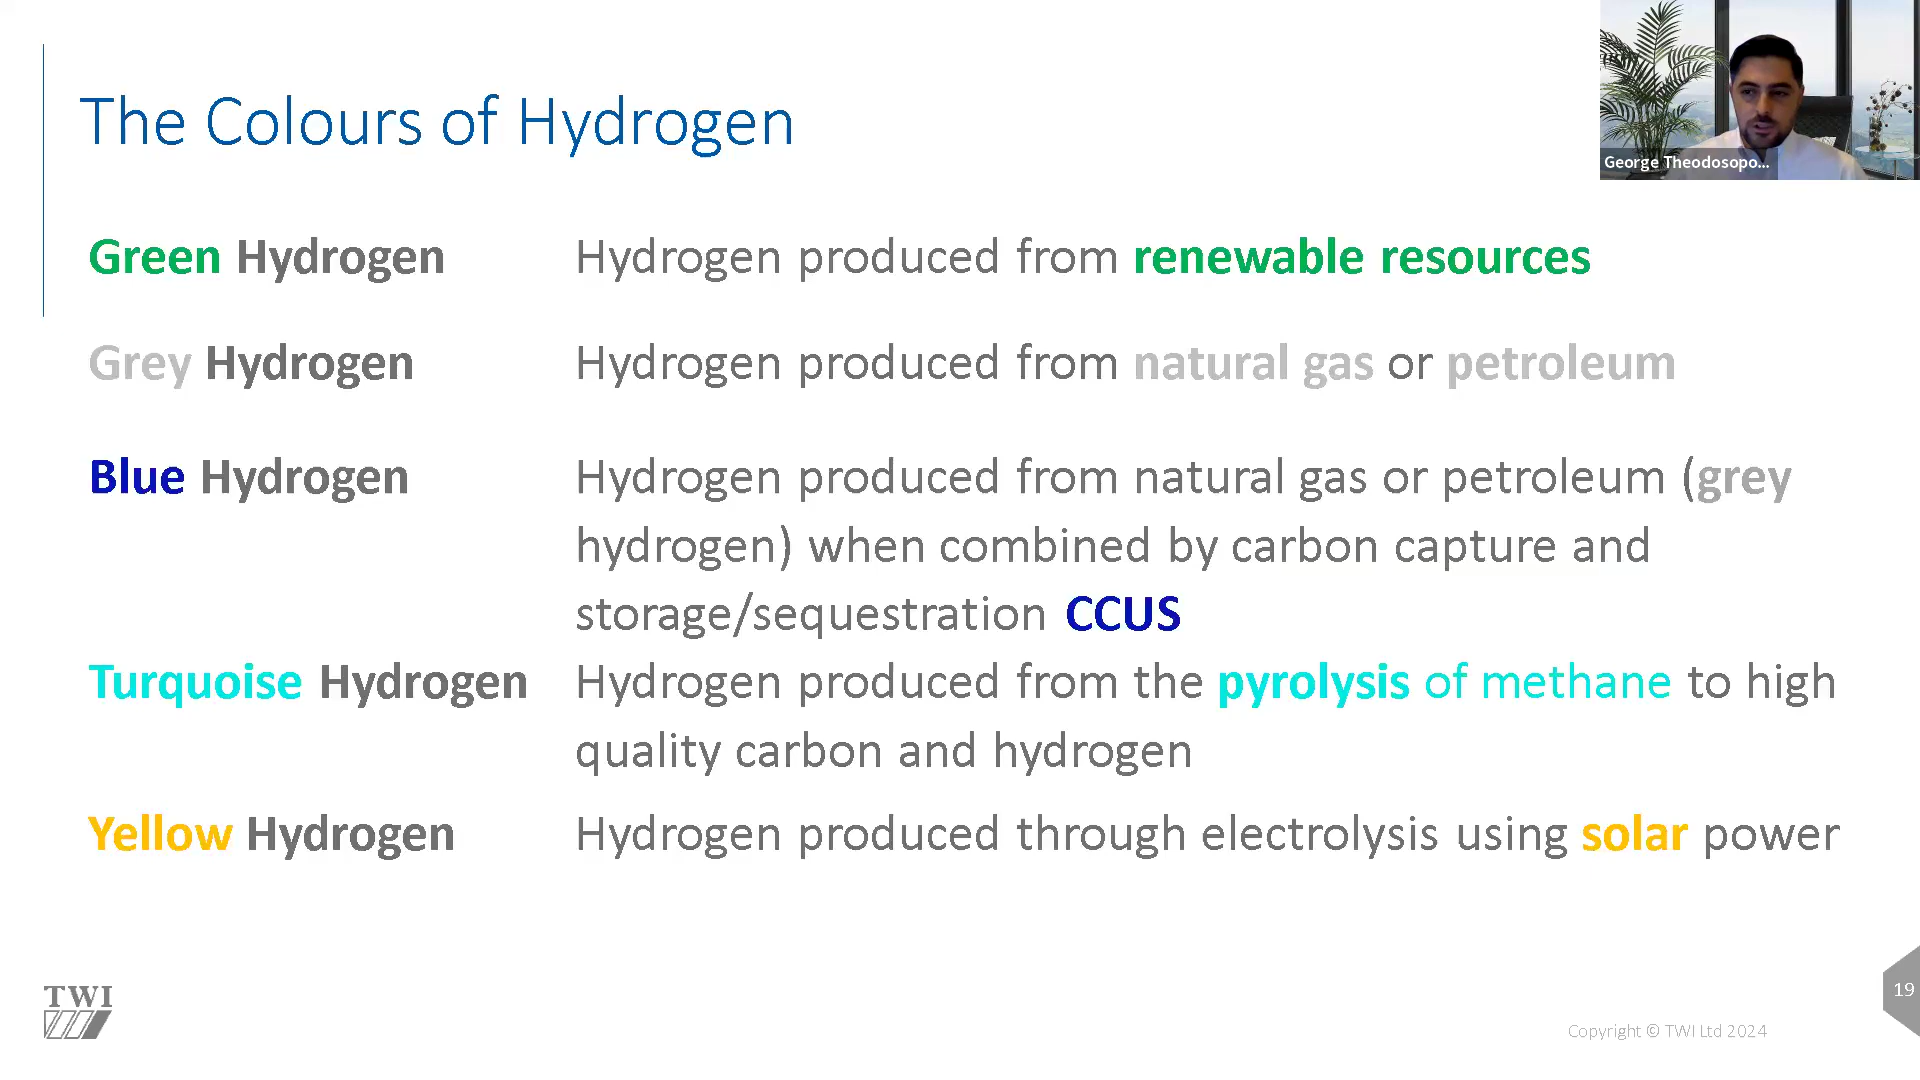 The Colours of Hydrogen
George Theodosopo...
Green Hydrogen Hydrogen produced from renewable resources
Grey Hydrogen Hydrogen produced from natural gas or petroleum
Blue Hydrogen Hydrogen produced from natural gas or petroleum (grey
hydrogen) when combined by carbon capture and
storage/sequestration CCUS
Turquoise Hydrogen Hydrogen produced from the pyrolysis of methane to high
quality carbon and hydrogen
Yellow Hydrogen Hydrogen produced through electrolysis using solar power
TWI
19
Copyright © TWI Ltd 2024